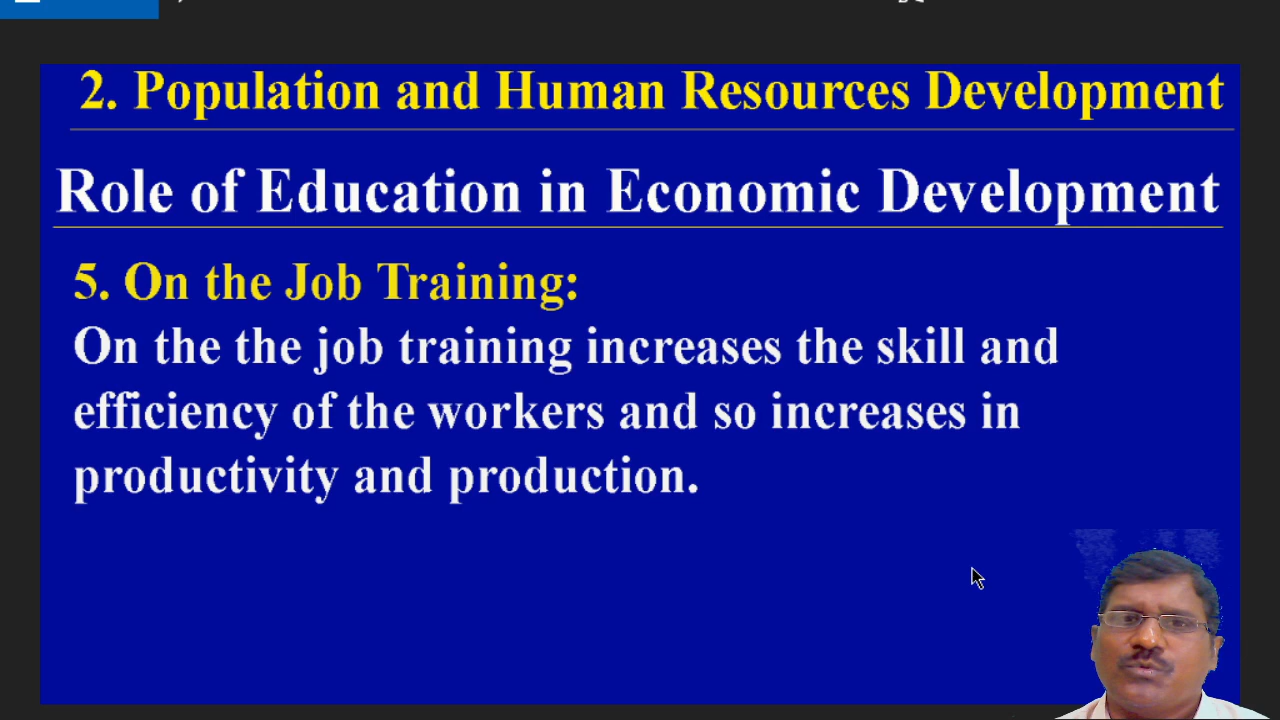 2. Population and Human Resources Development
Role of Education in Economic Development
5. On the Job Training:
On the the job training increases the skill and
efficiency of the workers and so increases in
productivity and production.